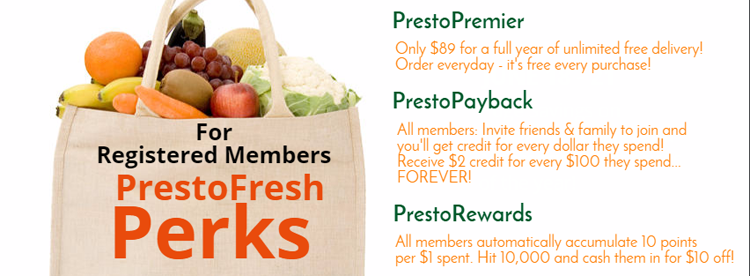 For
Registered Members
PrestoFresh
Perks
PrestoPremier
Only $89 for a full year of unlimited free delivery!
Order everyday - it's free every purchase!
PrestoPayback
All members: Invite friends & family to join and
you'll get credit for every dollar they spend!
Receive $2 credit for every $100 they spend...
FOREVER!
PrestoRewards
All members automatically accumulate 10 points
per $1 spent. Hit 10,000 and cash them in for $10 off!